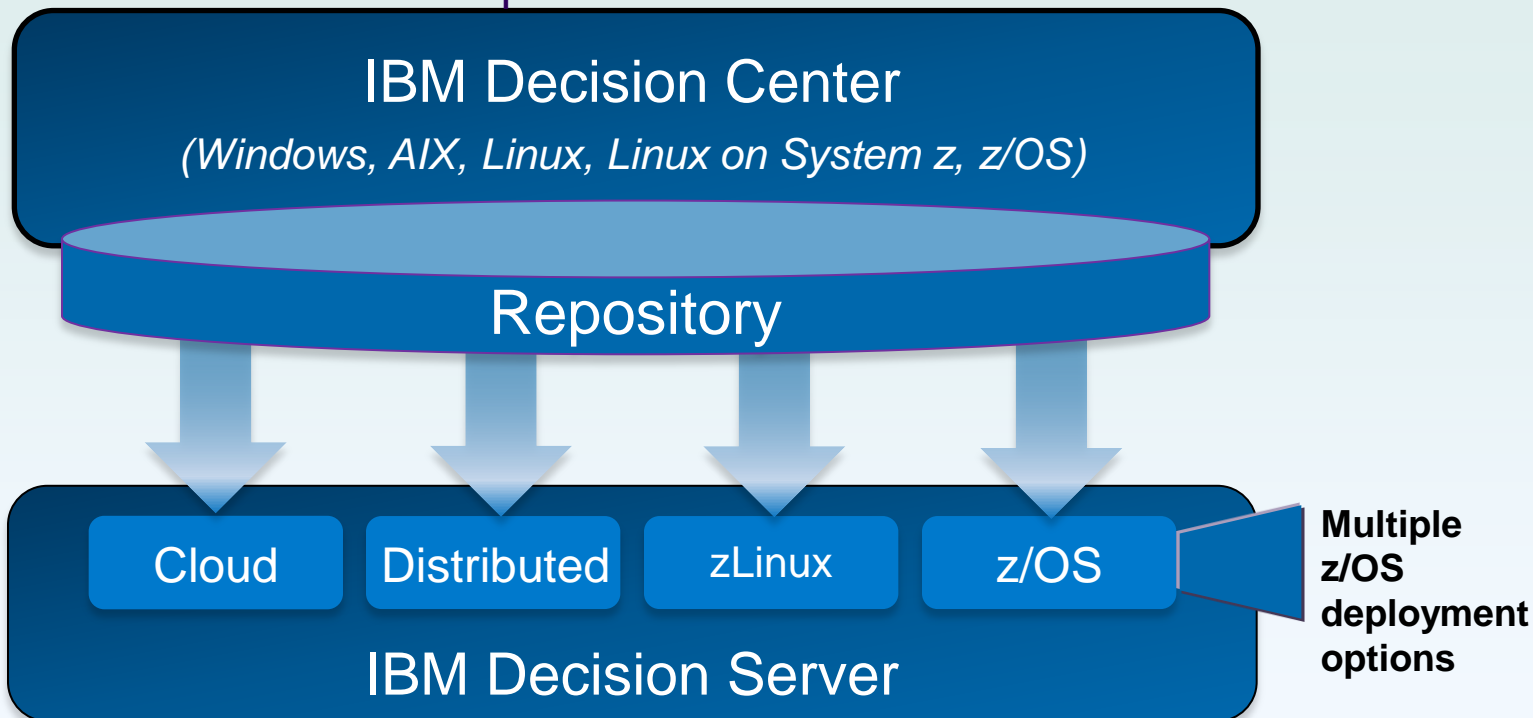 IBM Decision Center
(Windows, AIX, Linux, Linux on System z, z/OS)
Repository
Cloud
Distributed
zLinux
z/OS
Multiple
z/OS
deployment
options
IBM Decision Server